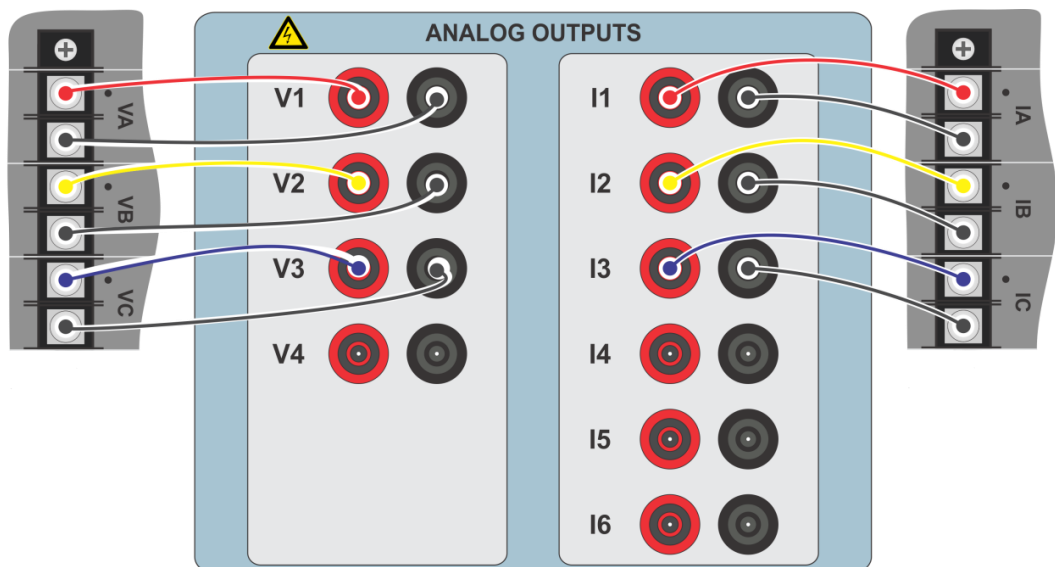 ANALOG OUTPUTS
VA
VB
VC
V1
V2
V3
V4
I1
I2
I3
I4
I5
I6
IA
IB
IC